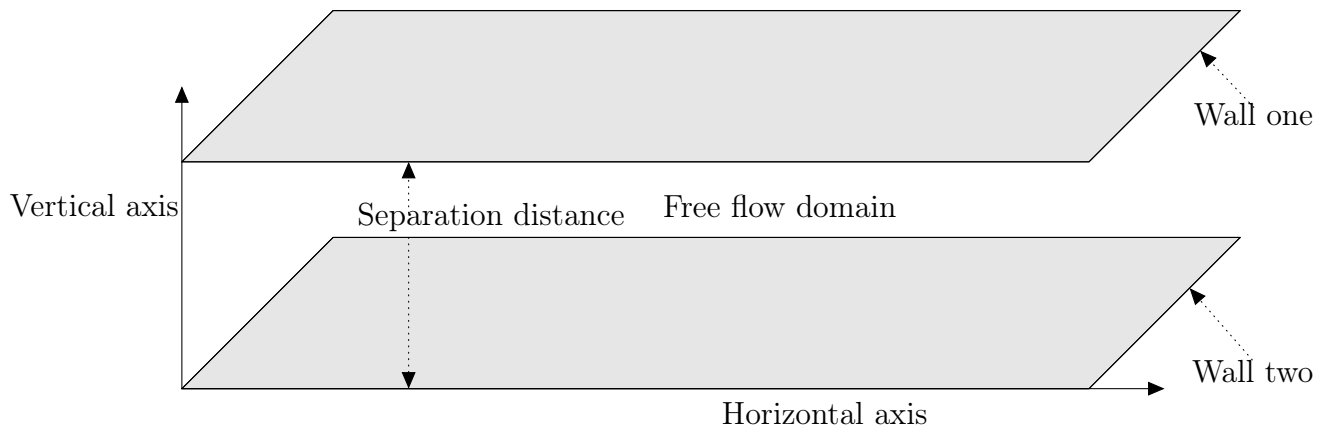 Wall one
Vertical axis
Separation distance
Free flow domain
Wall two
Horizontal axis